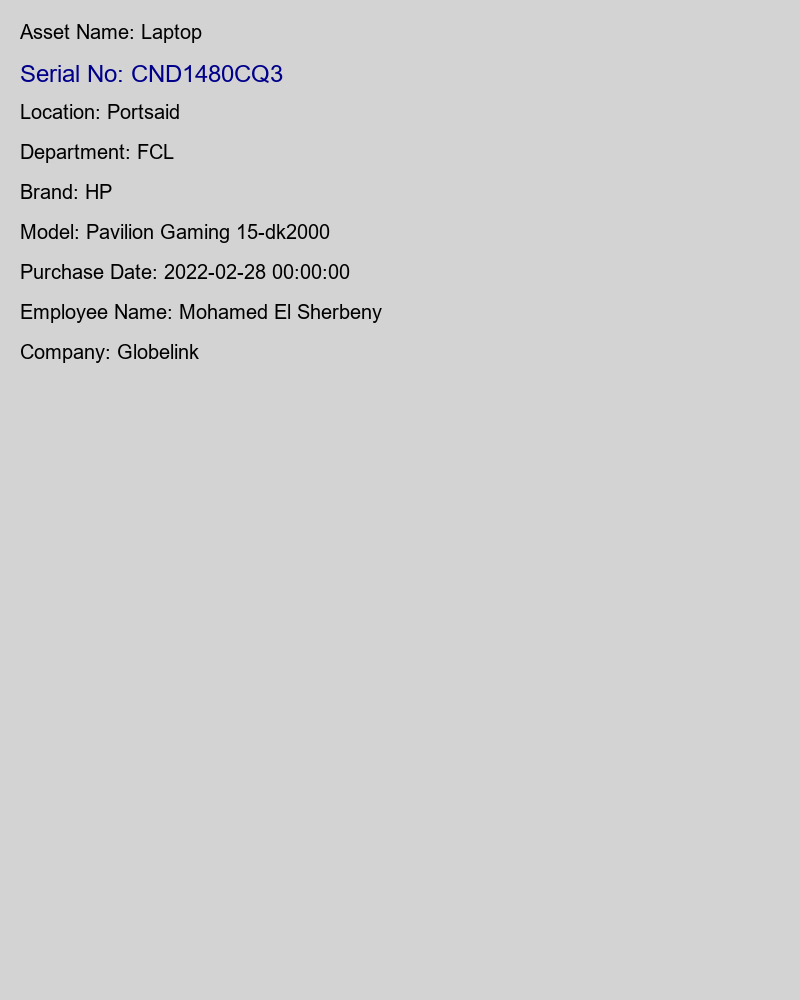 Asset Name: Laptop
Serial No: CND1480CQ3
Location: Portsaid
Department: FCL
Brand: HP
Model: Pavilion Gaming 15-dk2000
Purchase Date: 2022-02-28 00:00:00
Employee Name: Mohamed El Sherbeny
Company: Globelink